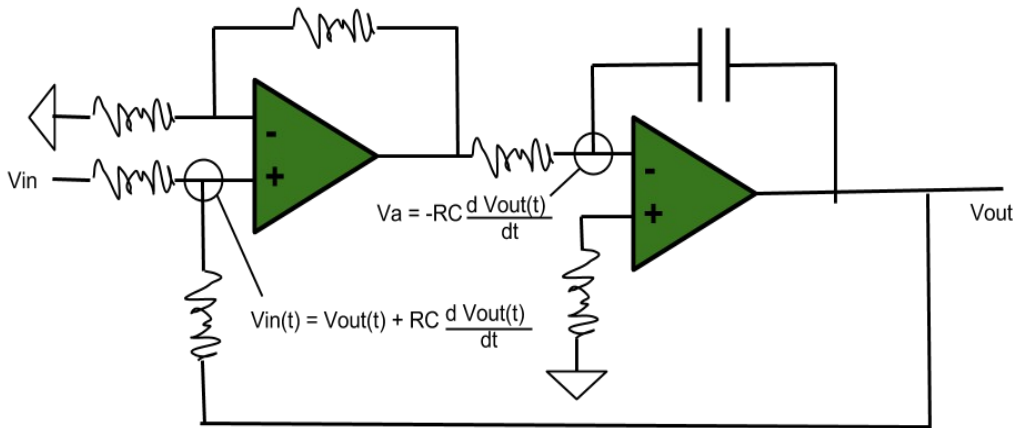 -
+
Vin
-
+
Va = -RC d Vout(t)
dt
Vout
Vin(t) = Vout(t) + RC d Vout(t)
dt